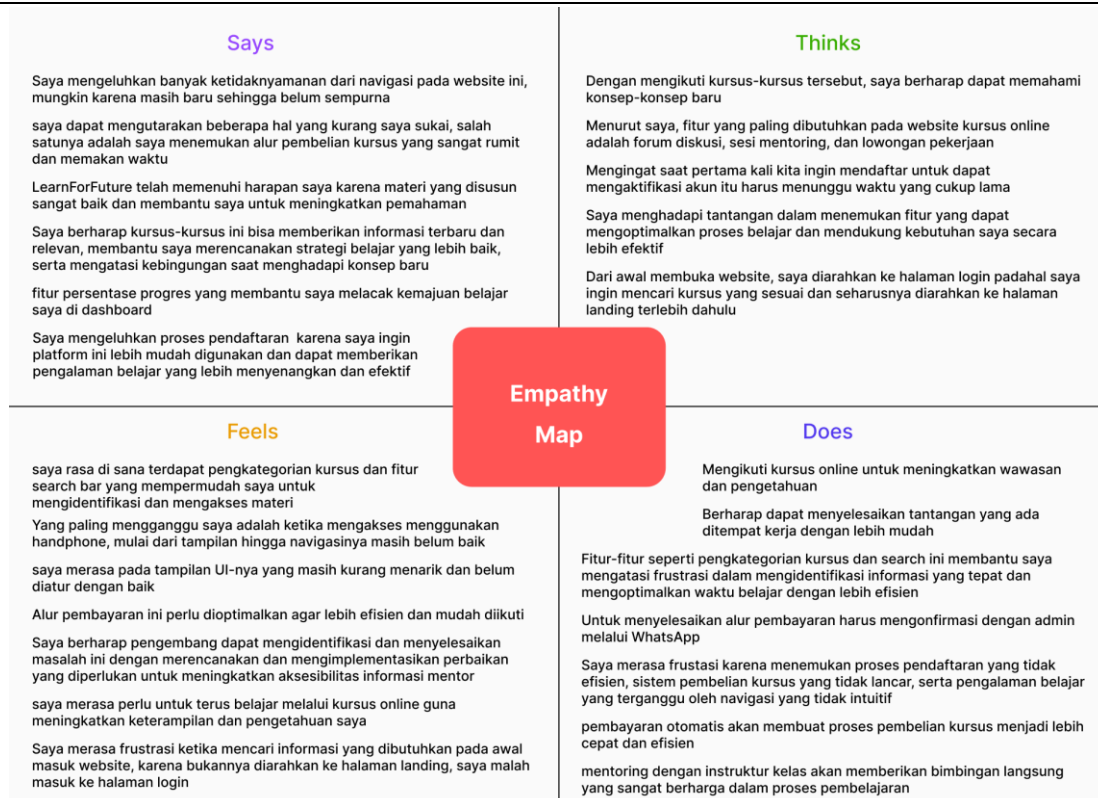 Says
Saya mengeluhkan banyak ketidaknyamanan dari navigasi pada website ini,
mungkin karena masih baru sehingga belum sempurna
saya dapat mengutarakan beberapa hal yang kurang saya sukai, salah
satunya adalah saya menemukan alur pembelian kursus yang sangat rumit
dan memakan waktu
LearnForFuture telah memenuhi harapan saya karena materi yang disusun
sangat baik dan membantu saya untuk meningkatkan pemahaman
Saya berharap kursus-kursus ini bisa memberikan informasi terbaru dan
relevan, membantu saya merencanakan strategi belajar yang lebih baik,
serta mengatasi kebingungan saat menghadapi konsep baru
fitur persentase progres yang membantu saya melacak kemajuan belajar
saya di dashboard
Saya mengeluhkan proses pendaftaran karena saya ingin
platform ini lebih mudah digunakan dan dapat memberikan
pengalaman belajar yang lebih menyenangkan dan efektif
Thinks
Dengan mengikuti kursus-kursus tersebut, saya berharap dapat memahami
konsep-konsep baru
Menurut saya, fitur yang paling dibutuhkan pada website kursus online
adalah forum diskusi, sesi mentoring, dan lowongan pekerjaan
Mengingat saat pertama kali kita ingin mendaftar untuk dapat
mengaktifikasi akun itu harus menunggu waktu yang cukup lama
Saya menghadapi tantangan dalam menemukan fitur yang dapat
mengoptimalkan proses belajar dan mendukung kebutuhan saya secara
lebih efektif
Dari awal membuka website, saya diarahkan ke halaman login padahal saya
ingin mencari kursus yang sesuai dan seharusnya diarahkan ke halaman
landing terlebih dahulu
Empathy
Map
Feels
saya rasa di sana terdapat pengkategorian kursus dan fitur
search bar yang mempermudah saya untuk
mengidentifikasi dan mengakses materi
Yang paling mengganggu saya adalah ketika mengakses menggunakan
handphone, mulai dari tampilan hingga navigasinya masih belum baik
saya merasa pada tampilan UI-nya yang masih kurang menarik dan belum
diatur dengan baik
Alur pembayaran ini perlu dioptimalkan agar lebih efisien dan mudah diikuti
Saya berharap pengembang dapat mengidentifikasi dan menyelesaikan
masalah ini dengan merencanakan dan mengimplementasikan perbaikan
yang diperlukan untuk meningkatkan aksesibilitas informasi mentor
saya merasa perlu untuk terus belajar melalui kursus online guna
meningkatkan keterampilan dan pengetahuan saya
Saya merasa frustrasi ketika mencari informasi yang dibutuhkan pada awal
masuk website, karena bukannya diarahkan ke halaman landing, saya malah
masuk ke halaman login
Does
Mengikuti kursus online untuk meningkatkan wawasan
dan pengetahuan
Berharap dapat menyelesaikan tantangan yang ada
ditempat kerja dengan lebih mudah
Fitur-fitur seperti pengkategorian kursus dan search ini membantu saya
mengatasi frustrasi dalam mengidentifikasi informasi yang tepat dan
mengoptimalkan waktu belajar dengan lebih efisien
Untuk menyelesaikan alur pembayaran harus mengonfirmasi dengan admin
melalui WhatsApp
Saya merasa frustasi karena menemukan proses pendaftaran yang tidak
efisien, sistem pembelian kursus yang tidak lancar, serta pengalaman belajar
yang terganggu oleh navigasi yang tidak intuitif
pembayaran otomatis akan membuat proses pembelian kursus menjadi lebih
cepat dan efisien
mentoring dengan instruktur kelas akan memberikan bimbingan langsung
yang sangat berharga dalam proses pembelajaran